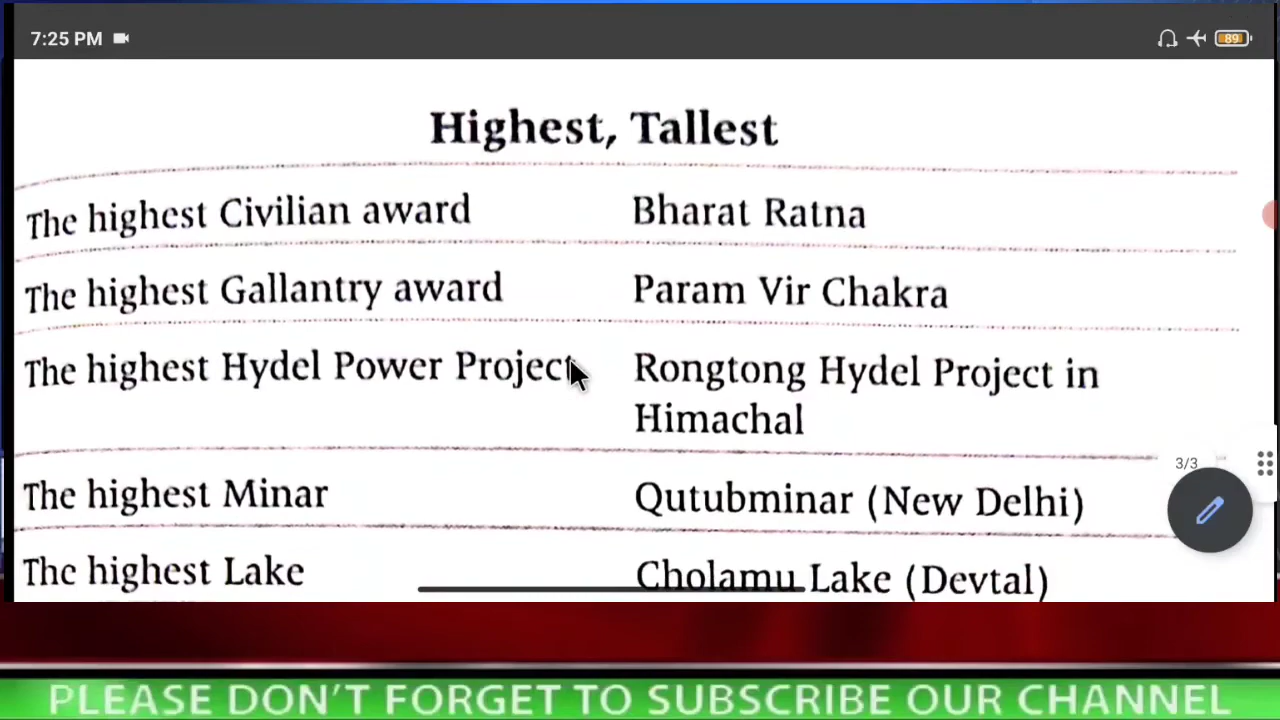 7:25 PM
89
Highest, Tallest
The highest Civilian award Bharat Ratna
The highest Gallantry award Param Vir Chakra
The highest Hydel Power Project Rongtong Hydel Project in
Himachal
3/3
The highest Minar Qutubminar (New Delhi)
The highest Lake Cholamu Lake (Devtal)
PLEASE DON'T FORGET TO SUBSCRIBE OUR CHANNEL